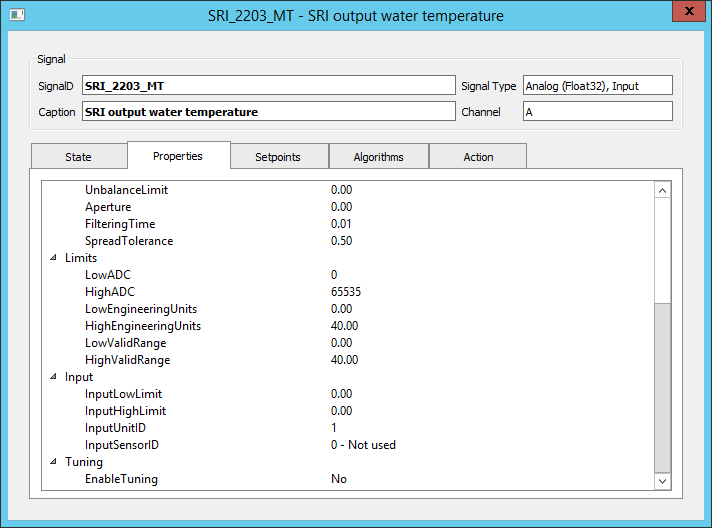 SRI_2203_MT - SRI output water temperature
x
Signal
SignalD SRI_2203_MT Signal Type Analog (Float32), Input
Caption SRI output water temperature Channel A
State Properties Setpoints Algorithms Action
UnbalanceLimit 0.00
Aperture 0.00
FilteringTime 0.01
SpreadTolerance 0.50
Limits
LowADC 0
HighADC 65535
LowEngineeringUnits 0.00
HighEngineeringUnits 40.00
LowValidRange 0.00
HighValidRange 40.00
Input
InputLowLimit 0.00
InputHighLimit 0.00
InputUnitID 1
InputSensorID 0 - Not used
Tuning
EnableTuning No